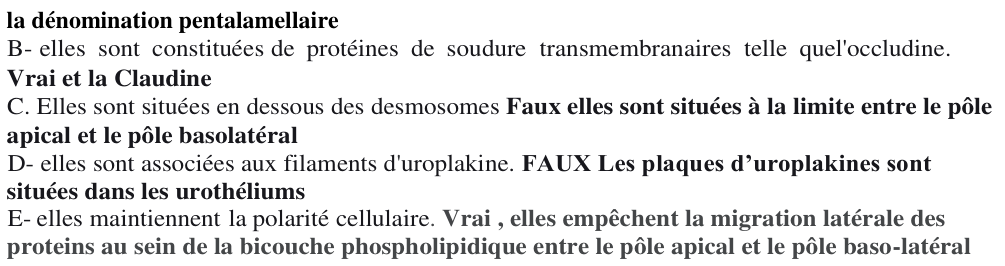 la dénomination pentalamellaire
B- elles sont constituées de protéines de soudure transmembranaires telle quel'occludine.
Vrai et la Claudine
C. Elles sont situées en dessous des desmosomes Faux elles sont situées à la limite entre le pôle
apical et le pôle basolatéral
D- elles sont associées aux filaments d'uroplakine. FAUX Les plaques d’uroplakines sont
situées dans les urothéliums
E- elles maintiennent la polarité cellulaire. Vrai , elles empêchent la migration latérale des
proteins au sein de la bicouche phospholipidique entre le pôle apical et le pôle baso-latéral